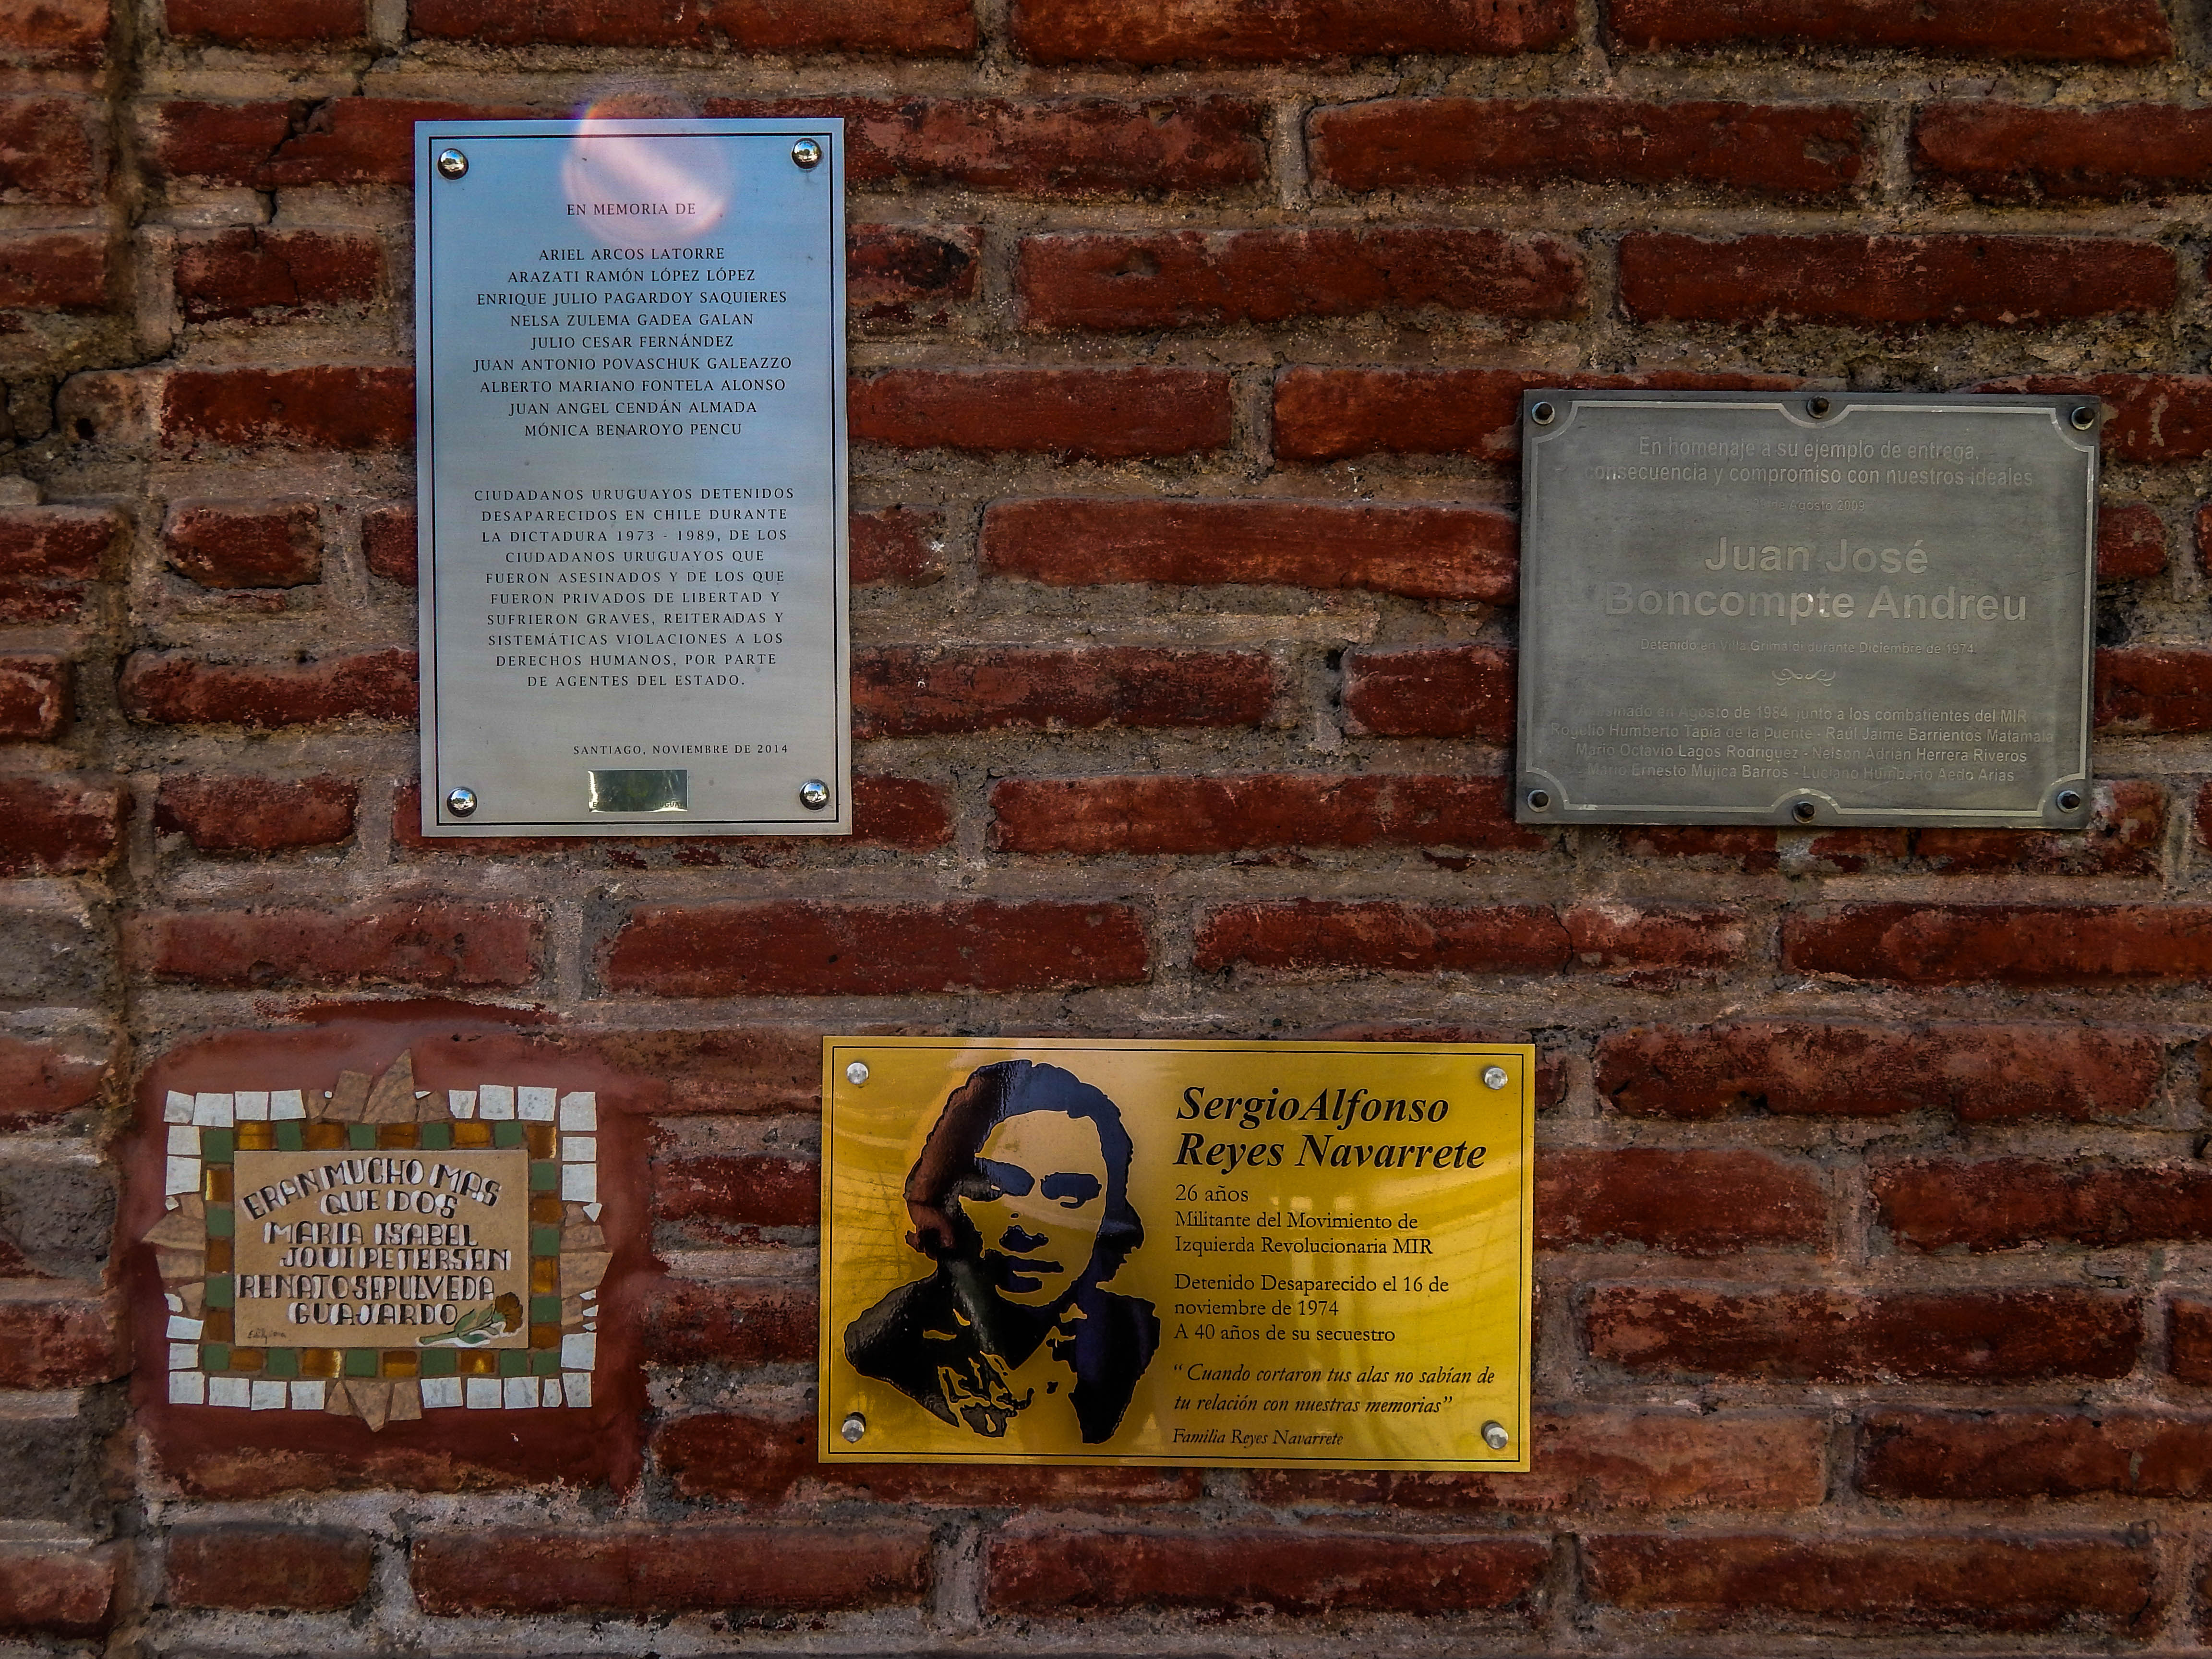 EN MEMORIA DE
ARIEL ARCOS LATORRE
ARAZATI RAMÓN LÓPEZ LÓPEZ
ENRIQUE JULIO PAGARDOY SAQUIERES
NELSA ZULEMA GADEA GALAN
JULIO CESAR FERNÁNDEZ
JUAN ANTONIO POVASCHUK GALEAZZO
ALBERTO MARIANO FONTELA ALONSO
JUAN ANGEL CENDÁN ALMADA
MÓNICA BENAROYO PENCU
CIUDADANOS URUGUAYOS DETENIDOS
DESAPARECIDOS EN CHILE DURANTE
LA DICTADURA 1973 - 1989, DE LOS
CIUDADANOS URUGUAYOS QUE
FUERON ASESINADOS Y DE LOS QUE
FUERON PRIVADOS DE LIBERTAD Y
SUFRIERON GRAVES, REITERADAS Y
SISTEMÁTICAS VIOLACIONES A LOS
DERECHOS HUMANOS, POR PARTE
DE AGENTES DEL ESTADO.
SANTIAGO, NOVIEMBRE DE 2014
En homenaje a su ejemplo de entrega,
consecuencia y compromiso con nuestros ideales
de Agosto 2009
Juan José
Boncompte Andreu
Detenido en Villa Grimaldi durante Diciembre de 1974
Asesinado en Agosto de 1984 junto a los combatientes del MIR
Rogelio Humberto Tapia de la Puente - Raúl Jaime Barrientos Matamala
Mario Octavio Lagos Rodriguez - Nelson Adrian Herrera Riveros
Mario Ernesto Mujica Barros - Luciano Humberto Aedo Arias
ERAN MUCHO MAS
QUE DOS
MARIA ISABEL
JOUI PETERSEN
RENATO SEPULVEDA
GUAJARDO
SergioAlfonso
Reyes Navarrete
26 años
Militante del Movimiento de
Izquierda Revolucionaria MIR
Detenido Desaparecido el 16 de
noviembre de 1974
A 40 años de su secuestro
“Cuando cortaron tus alas no sabían de
tu relación con nuestras memorias”
Familia Reyes Navarrete